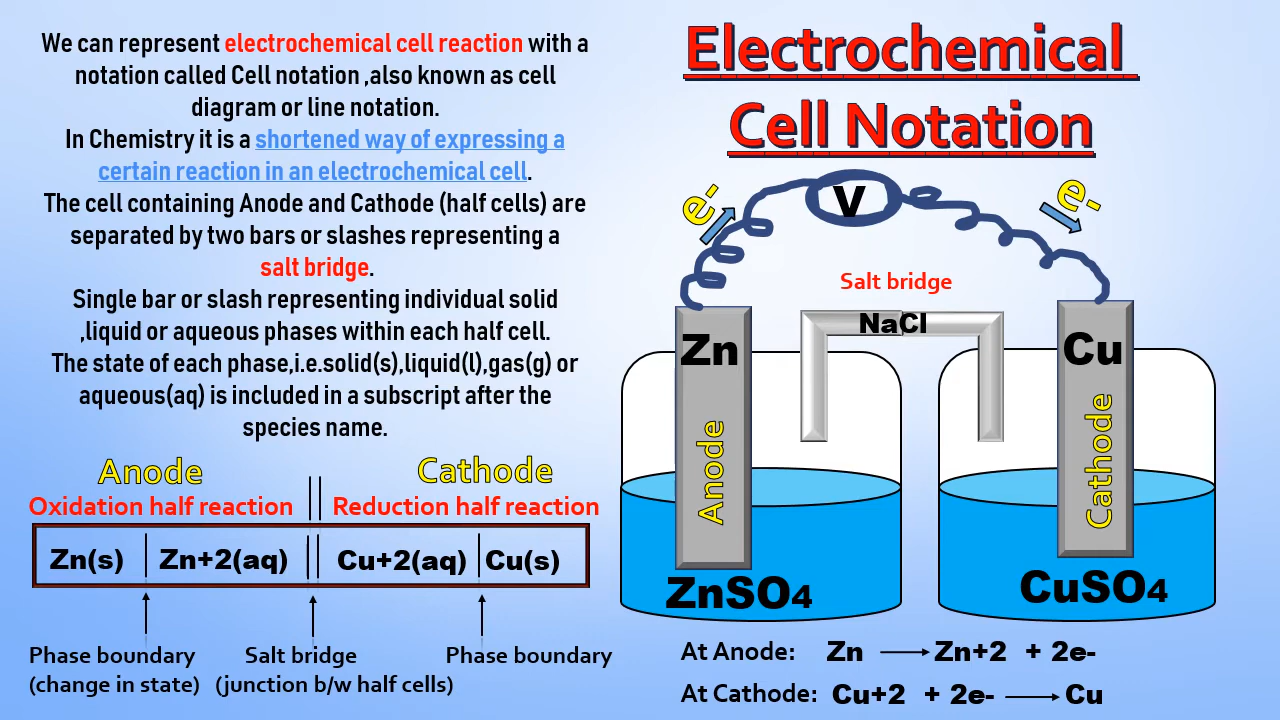 We can represent electrochemical cell reaction with a
notation called Cell notation ,also known as cell
diagram or line notation.
In Chemistry it is a shortened way of expressing a
certain reaction in an electrochemical cell.
The cell containing Anode and Cathode (half cells) are
separated by two bars or slashes representing a
salt bridge.
Single bar or slash representing individual solid
,liquid or aqueous phases within each half cell.
The state of each phase,i.e.solid(s),liquid(l),gas(g) or
aqueous(aq) is included in a subscript after the
species name.
Anode || Cathode
Oxidation half reaction || Reduction half reaction
Zn(s) | Zn+2(aq) || Cu+2(aq) | Cu(s)
Phase boundary
(change in state)
Salt bridge
(junction b/w half cells)
Phase boundary
Electrochemical
Cell Notation
e-
V
e-
Salt bridge
NaCl
Zn
Anode
Cu
Cathode
ZnSO4
CuSO4
At Anode: Zn ⟶ Zn+2 + 2e-
At Cathode: Cu+2 + 2e- ⟶ Cu